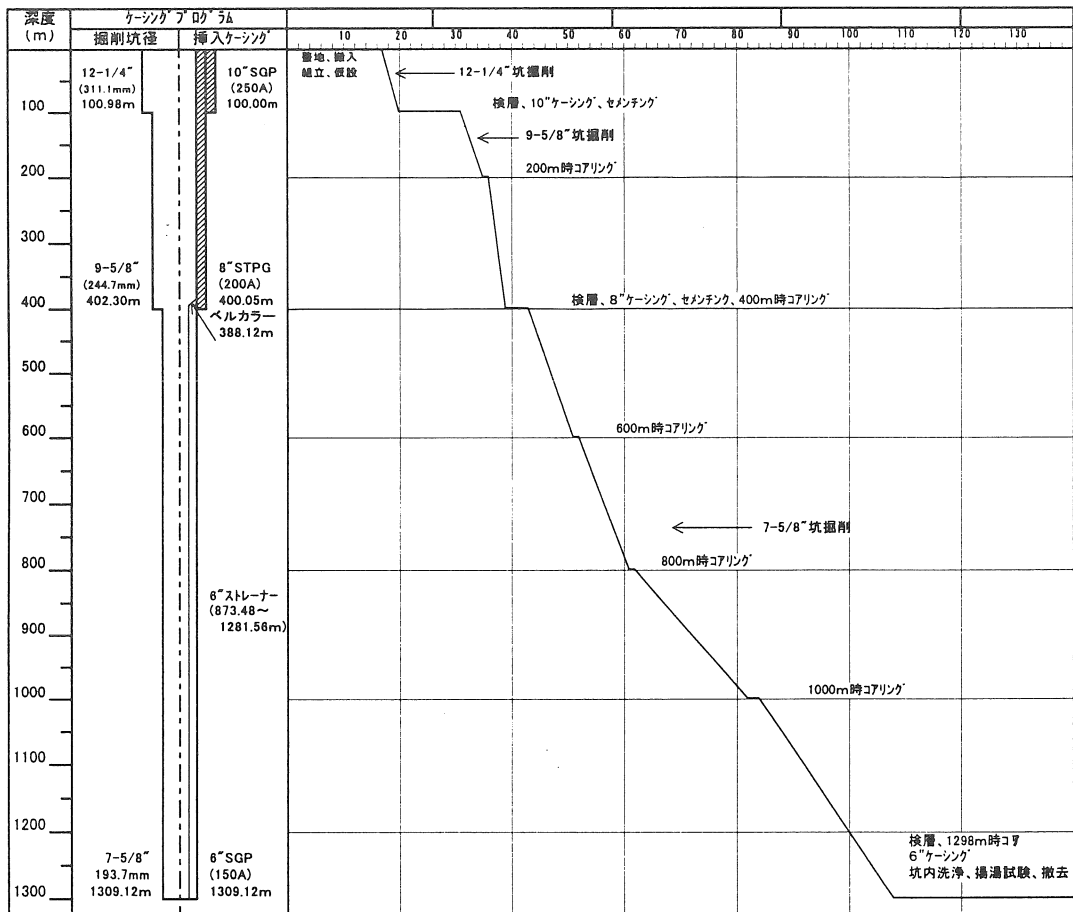 深度
(m)
ケーシングプログラム
掘削坑径
挿入ケーシング
10 20 30 40 50 60 70 80 90 100 110 120 130
12-1/4"
(311.1mm)
100.98m
10"SGP
(250A)
100.00m
整地、搬入
組立、仮設
12-1/4"坑掘削
検層、10"ケーシング、セメンチング
100
9-5/8"坑掘削
200
200m時コアリング
300
9-5/8"
(244.7mm)
402.30m
8"STPG
(200A)
400.05m
400
検層、8"ケーシング、セメンチング、400m時コアリング
ベルカラー
388.12m
500
600
600m時コアリング
700
7-5/8"坑掘削
800
800m時コアリング
6"ストレーナー
(873.48〜
1281.56m)
900
1000
1000m時コアリング
1100
1200
7-5/8"
193.7mm
1309.12m
6"SGP
(150A)
1309.12m
検層、1298m時コア
6"ケーシング
坑内洗浄、揚湯試験、撤去
1300